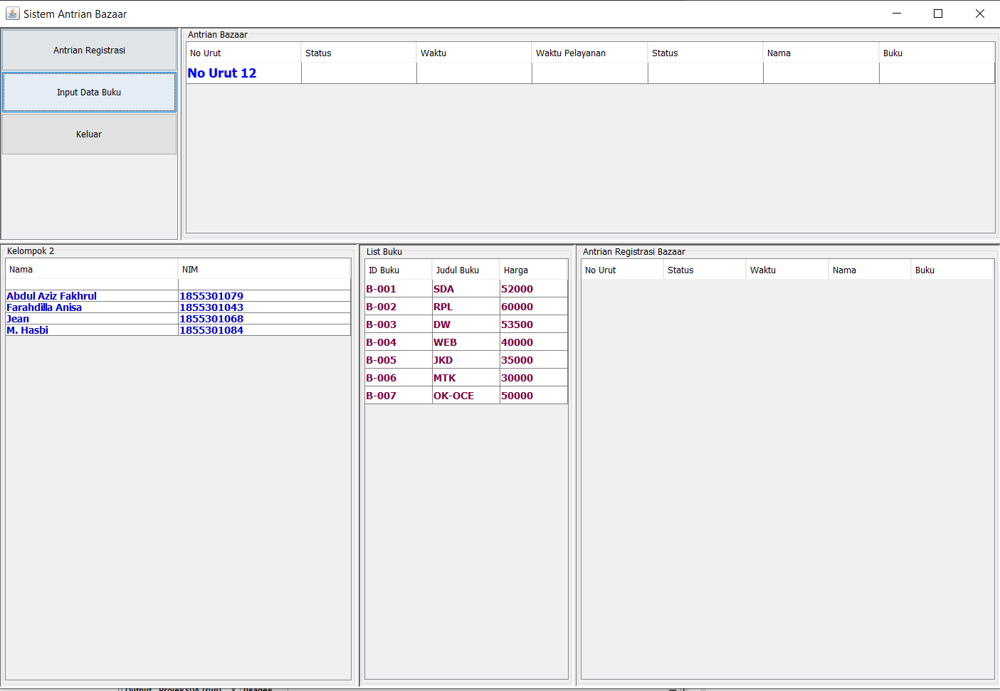 Sistem Antrian Bazaar
Antrian Registrasi
Input Data Buku
Keluar
Antrian Bazaar
No Urut Status Waktu Waktu Pelayanan Status Nama Buku
No Urut 12
Kelompok 2
Nama NIM
Abdul Aziz Fakhrul 1855301079
Farahdilla Anisa 1855301043
Jean 1855301068
M. Hasbi 1855301084
List Buku
ID Buku Judul Buku Harga
B-001 SDA 52000
B-002 RPL 60000
B-003 DW 53500
B-004 WEB 40000
B-005 JKD 35000
B-006 MTK 30000
B-007 OK-OCE 50000
Antrian Registrasi Bazaar
No Urut Status Waktu Nama Buku
Output ProjekSDA (run) × Usages